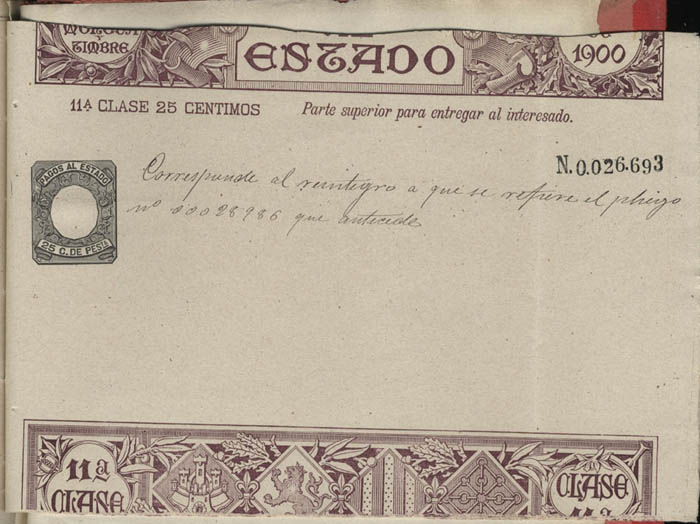 TIMBRE
ESTADO
1900
11ª CLASE 25 CENTIMOS
Parte superior para entregar al interesado.
N.0.026.693
PAGOS AL ESTADO
25 C. DE PESTA
Corresponde al reintegro a que se refiere el pliego
nº 00028986 que antecede
11ª
CLASE
CLASE